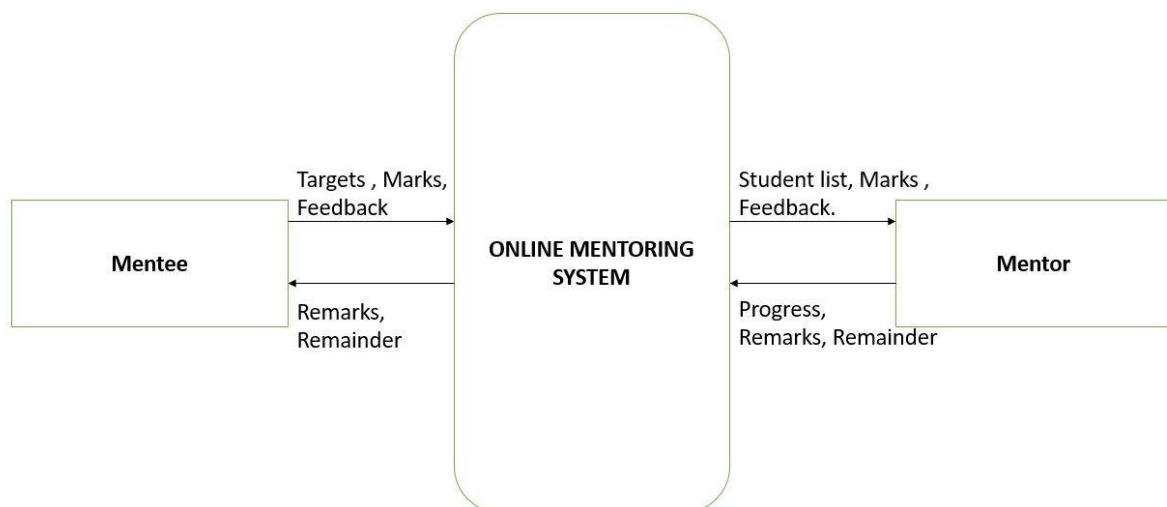 Targets , Marks,
Feedback
Student list, Marks ,
Feedback.
Mentee
ONLINE MENTORING
SYSTEM
Mentor
Remarks,
Remainder
Progress,
Remarks, Remainder